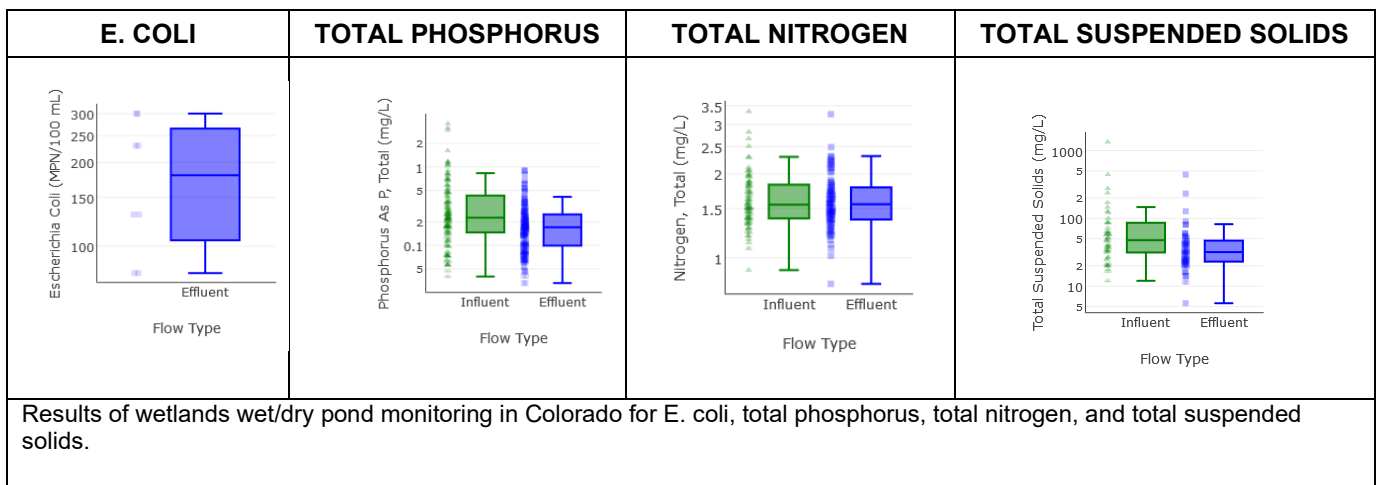 E. COLI
TOTAL PHOSPHORUS
TOTAL NITROGEN
TOTAL SUSPENDED SOLIDS
Escherichia Coli (MPN/100 mL)
300
250
200
150
100
Effluent
Flow Type
Phosphorus As P, Total (mg/L)
2
1
5
2
0.1
5
Influent
Effluent
Flow Type
Nitrogen, Total (mg/L)
3.5
3
2.5
2
1.5
1
Influent
Effluent
Flow Type
Total Suspended Solids (mg/L)
1000
5
2
100
5
2
10
5
Influent
Effluent
Flow Type
Results of wetlands wet/dry pond monitoring in Colorado for E. coli, total phosphorus, total nitrogen, and total suspended
solids.